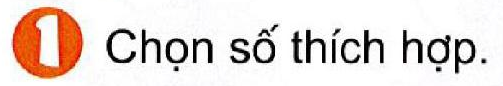 1 Chọn số thích hợp.